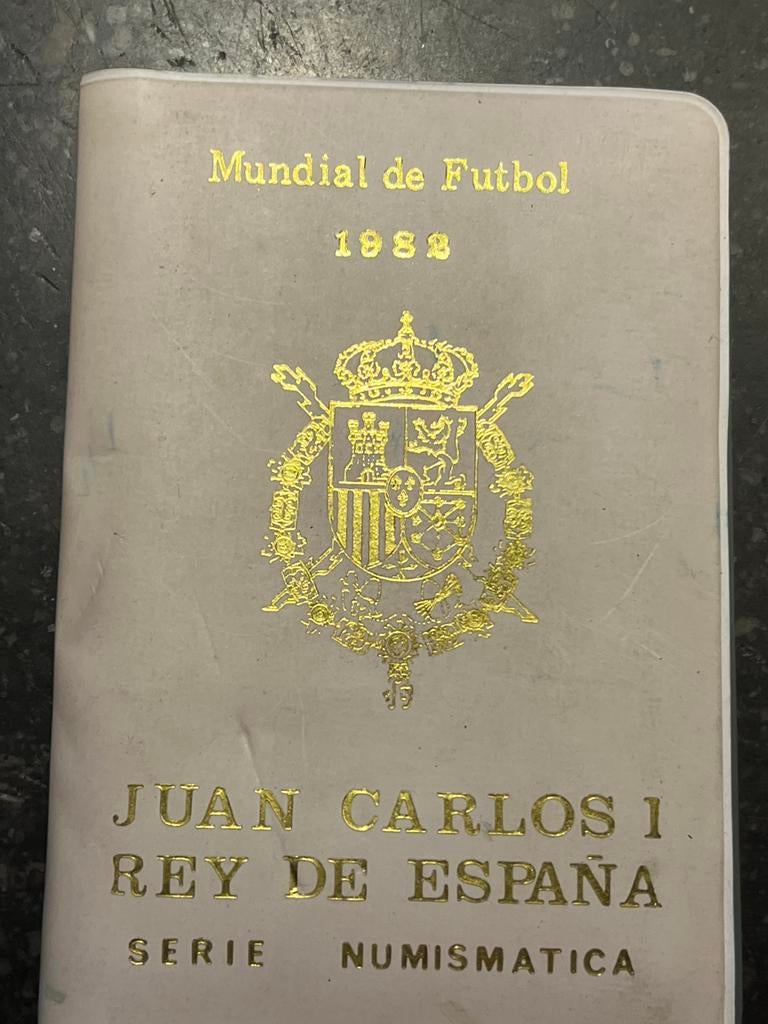 Mundial de Futbol
1982
JUAN CARLOS I
REY DE ESPAÑA
SERIE NUMISMATICA